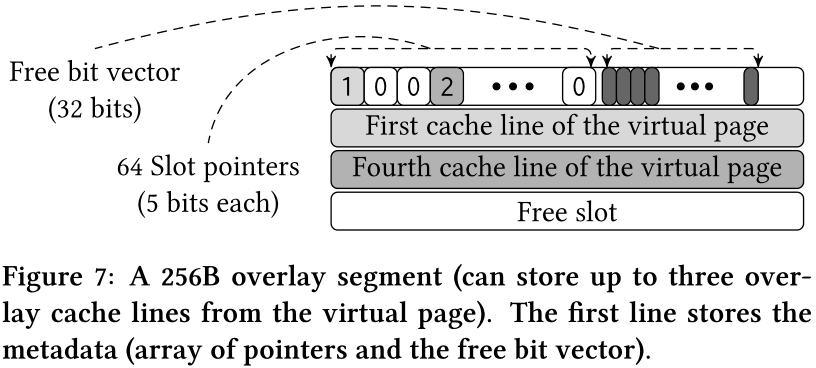 Free bit vector
(32 bits)
1 0 0 2 ••• 0 •••
First cache line of the virtual page
64 Slot pointers
(5 bits each)
Fourth cache line of the virtual page
Free slot
Figure 7: A 256B overlay segment (can store up to three over-
lay cache lines from the virtual page). The first line stores the
metadata (array of pointers and the free bit vector).